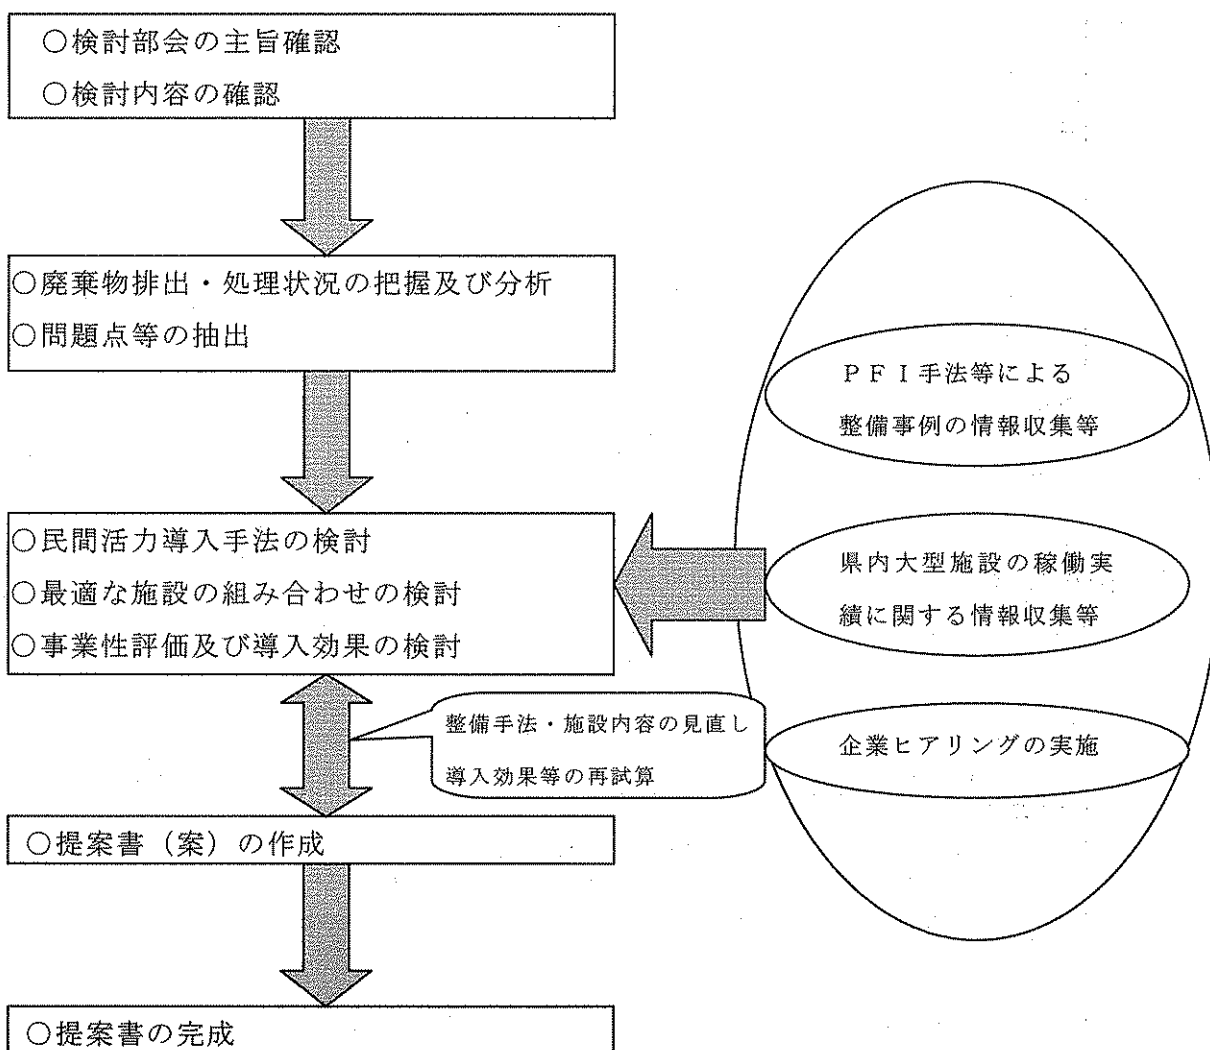 ○検討部会の主旨確認
○検討内容の確認
○廃棄物排出・処理状況の把握及び分析
○問題点等の抽出
○民間活力導入手法の検討
○最適な施設の組み合わせの検討
○事業性評価及び導入効果の検討
ＰＦＩ手法等による
整備事例の情報収集等
県内大型施設の稼働実
績に関する情報収集等
企業ヒアリングの実施
整備手法・施設内容の見直し
導入効果等の再試算
○提案書（案）の作成
○提案書の完成